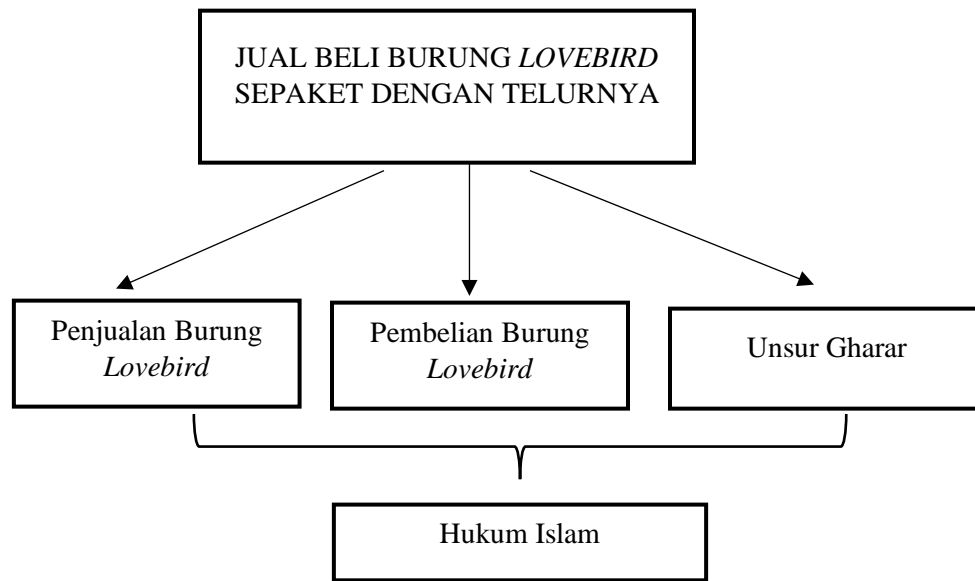 JUAL BELI BURUNG LOVEBIRD
SEPAKET DENGAN TELURNYA
Penjualan Burung
Lovebird
Pembelian Burung
Lovebird
Unsur Gharar
Hukum Islam